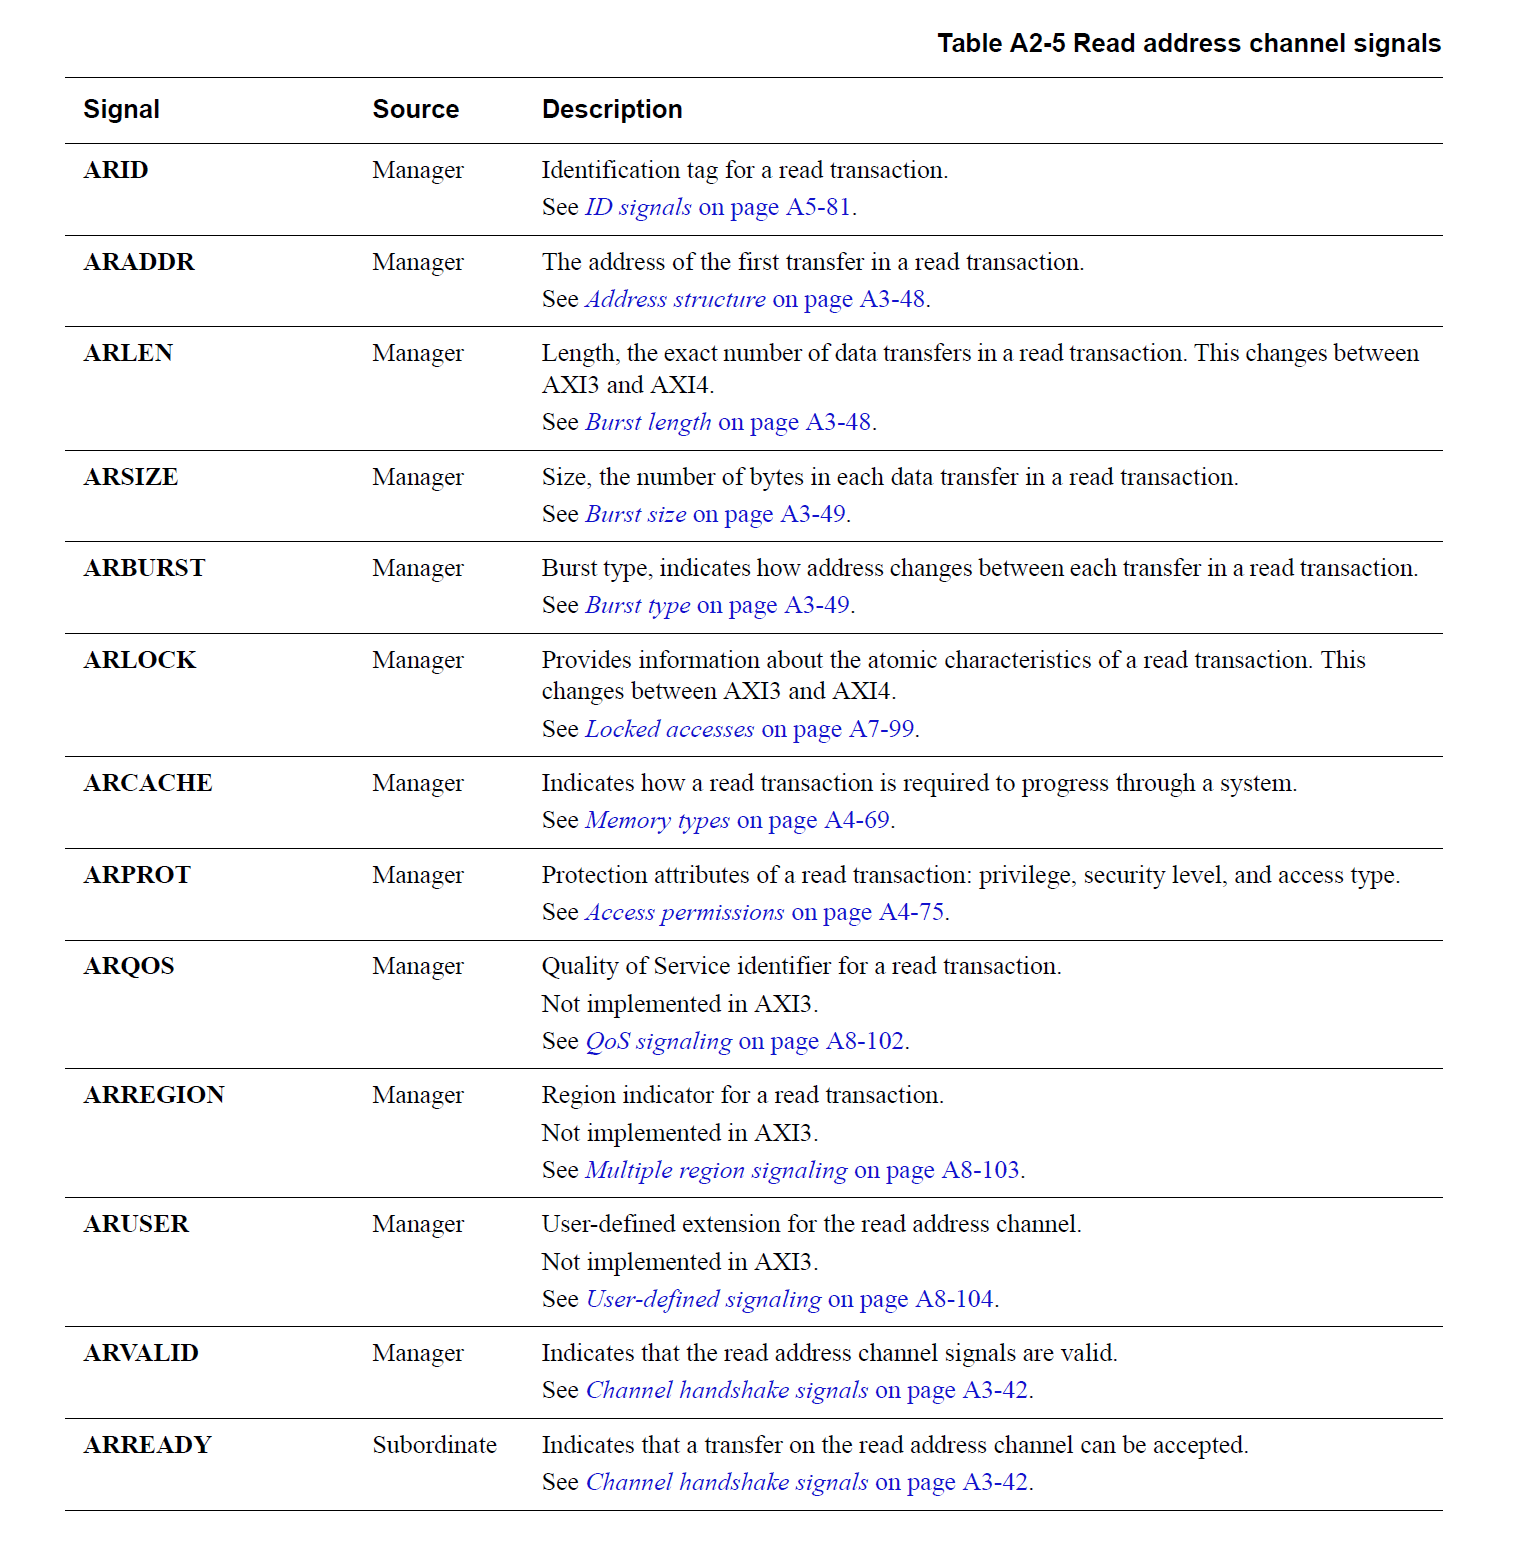 Table A2-5 Read address channel signals
Signal Source Description
ARID Manager Identification tag for a read transaction.
See ID signals on page A5-81.
ARADDR Manager The address of the first transfer in a read transaction.
See Address structure on page A3-48.
ARLEN Manager Length, the exact number of data transfers in a read transaction. This changes between
AXI3 and AXI4.
See Burst length on page A3-48.
ARSIZE Manager Size, the number of bytes in each data transfer in a read transaction.
See Burst size on page A3-49.
ARBURST Manager Burst type, indicates how address changes between each transfer in a read transaction.
See Burst type on page A3-49.
ARLOCK Manager Provides information about the atomic characteristics of a read transaction. This
changes between AXI3 and AXI4.
See Locked accesses on page A7-99.
ARCACHE Manager Indicates how a read transaction is required to progress through a system.
See Memory types on page A4-69.
ARPROT Manager Protection attributes of a read transaction: privilege, security level, and access type.
See Access permissions on page A4-75.
ARQOS Manager Quality of Service identifier for a read transaction.
Not implemented in AXI3.
See QoS signaling on page A8-102.
ARREGION Manager Region indicator for a read transaction.
Not implemented in AXI3.
See Multiple region signaling on page A8-103.
ARUSER Manager User-defined extension for the read address channel.
Not implemented in AXI3.
See User-defined signaling on page A8-104.
ARVALID Manager Indicates that the read address channel signals are valid.
See Channel handshake signals on page A3-42.
ARREADY Subordinate Indicates that a transfer on the read address channel can be accepted.
See Channel handshake signals on page A3-42.